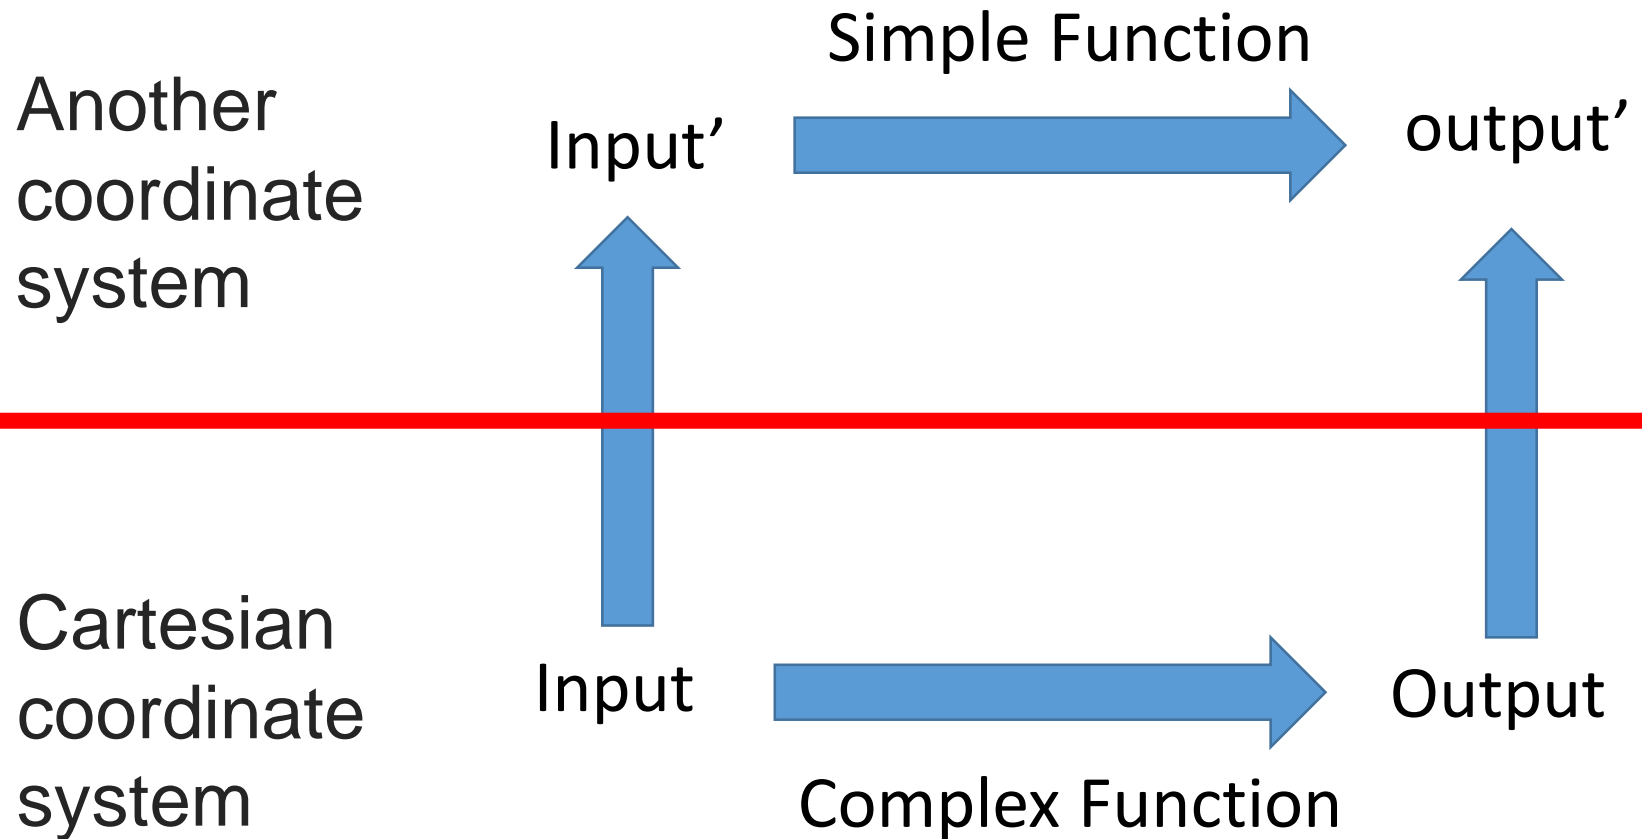 Simple Function
Another
coordinate
system
Input’
output’
Cartesian
coordinate
system
Input
Output
Complex Function